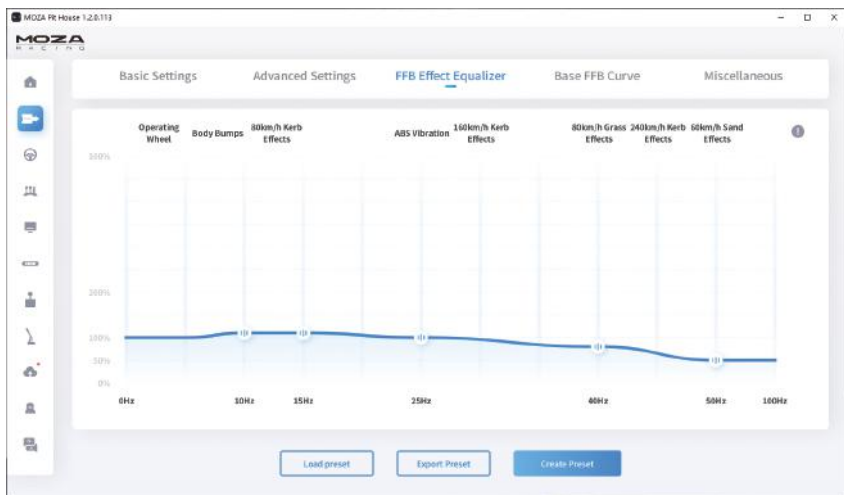 MOZA Pit House 1.2.0.113
MOZA
RACING
Basic Settings Advanced Settings FFB Effect Equalizer Base FFB Curve Miscellaneous
Operating Wheel
Body Bumps
80km/h Kerb Effects
ABS Vibration
160km/h Kerb Effects
80km/h Grass Effects
240km/h Kerb Effects
60km/h Sand Effects
500%
200%
100%
50%
0%
0Hz 10Hz 15Hz 25Hz 40Hz 50Hz 100Hz
Load preset Export Preset Create Preset